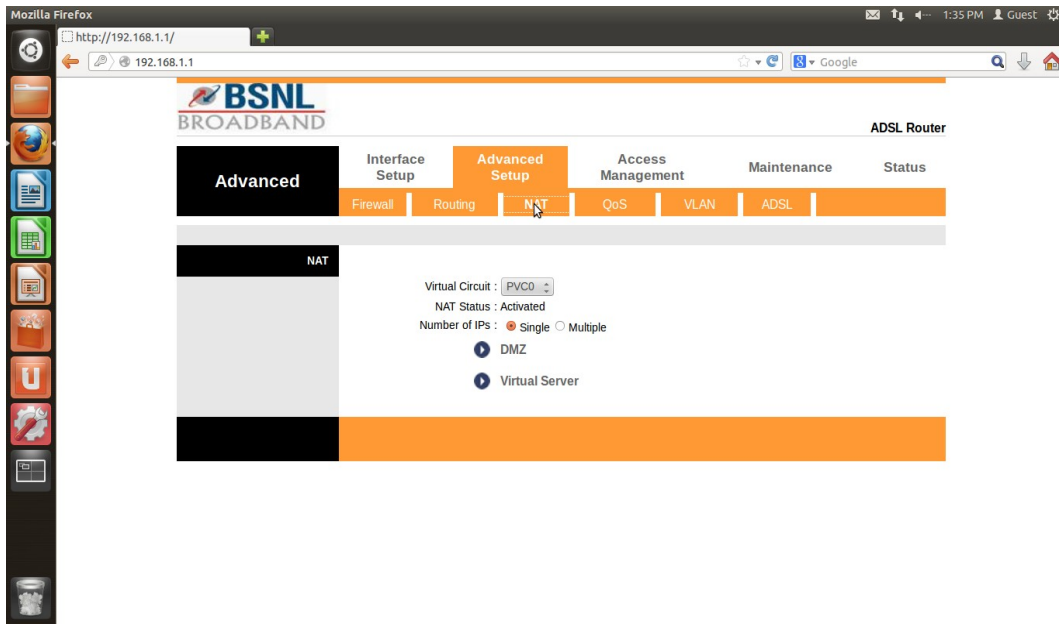 Mozilla Firefox
1:35 PM Guest
http://192.168.1.1/
192.168.1.1
Google
BSNL
BROADBAND
ADSL Router
Advanced
Interface Setup
Advanced Setup
Access Management
Maintenance
Status
Firewall
Routing
NAT
QoS
VLAN
ADSL
NAT
Virtual Circuit : PVC0
NAT Status : Activated
Number of IPs : Single Multiple
DMZ
Virtual Server